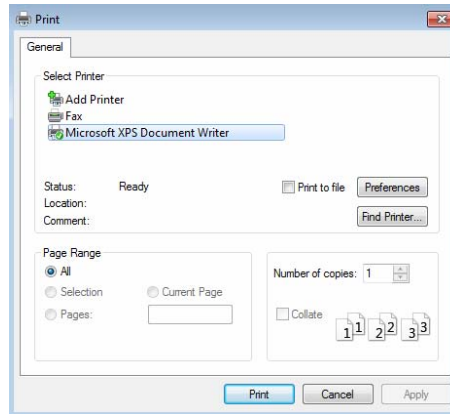 Print
General
Select Printer
Add Printer
Fax
Microsoft XPS Document Writer
Status: Ready
Location:
Comment:
Print to file
Preferences
Find Printer...
Page Range
All
Selection
Current Page
Pages:
Number of copies: 1
Collate
1 1 2 2 3 3
Print
Cancel
Apply